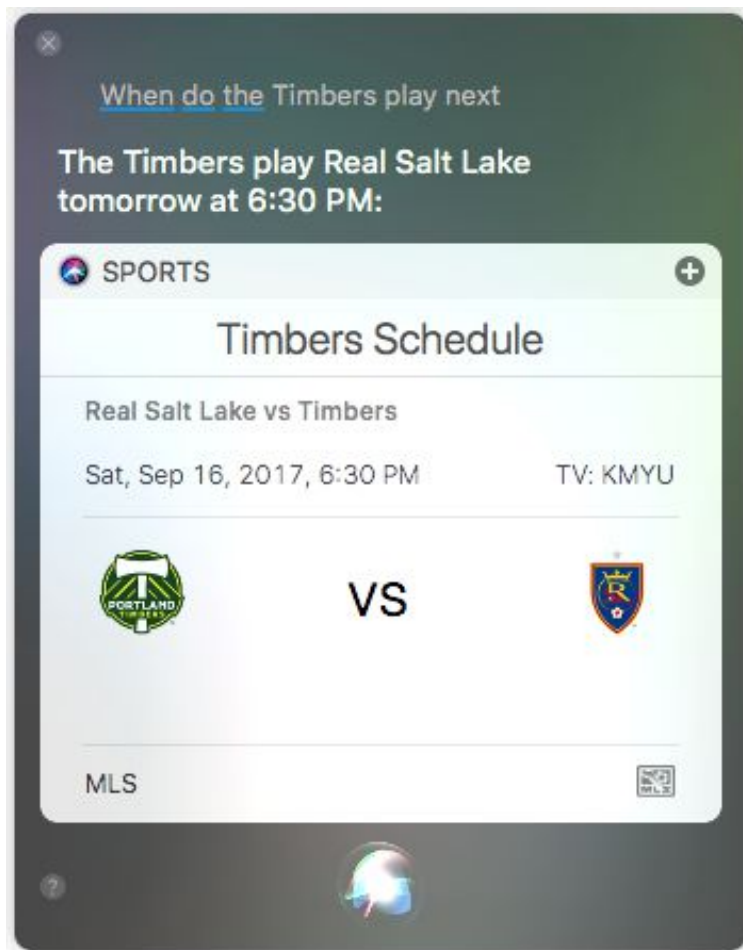 When do the Timbers play next
The Timbers play Real Salt Lake
tomorrow at 6:30 PM:
SPORTS
Timbers Schedule
Real Salt Lake vs Timbers
Sat, Sep 16, 2017, 6:30 PM TV: KMYU
PORTLAND
TIMBERS
VS
R
MLS
?